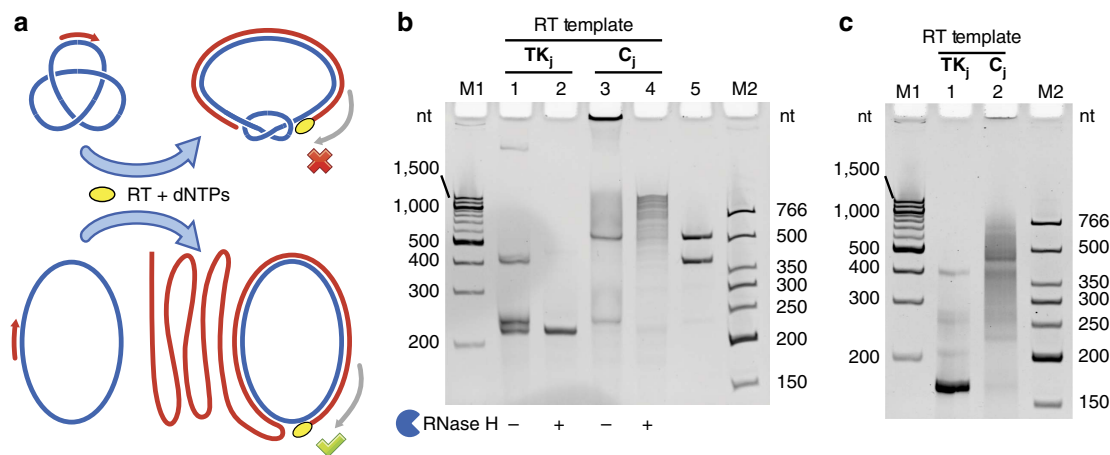 a
RT + dNTPs
b
RT template
TKj Cj
M1 1 2 3 4 5 M2
nt nt
1,500
1,000
500
400
300
200
766
500
350
300
250
200
150
RNase H – + – +
c
RT template
TKj Cj
M1 1 2 M2
nt nt
1,500
1,000
500
400
300
200
766
500
350
300
250
200
150